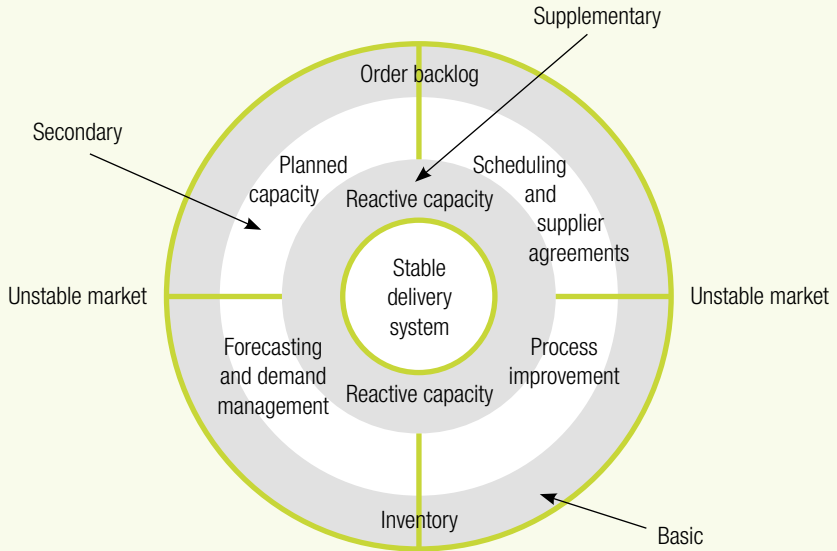 Supplementary
Order backlog
Secondary
Planned
capacity
Scheduling
and
supplier
agreements
Reactive capacity
Stable
delivery
system
Unstable market
Unstable market
Forecasting
and demand
management
Process
improvement
Reactive capacity
Inventory
Basic